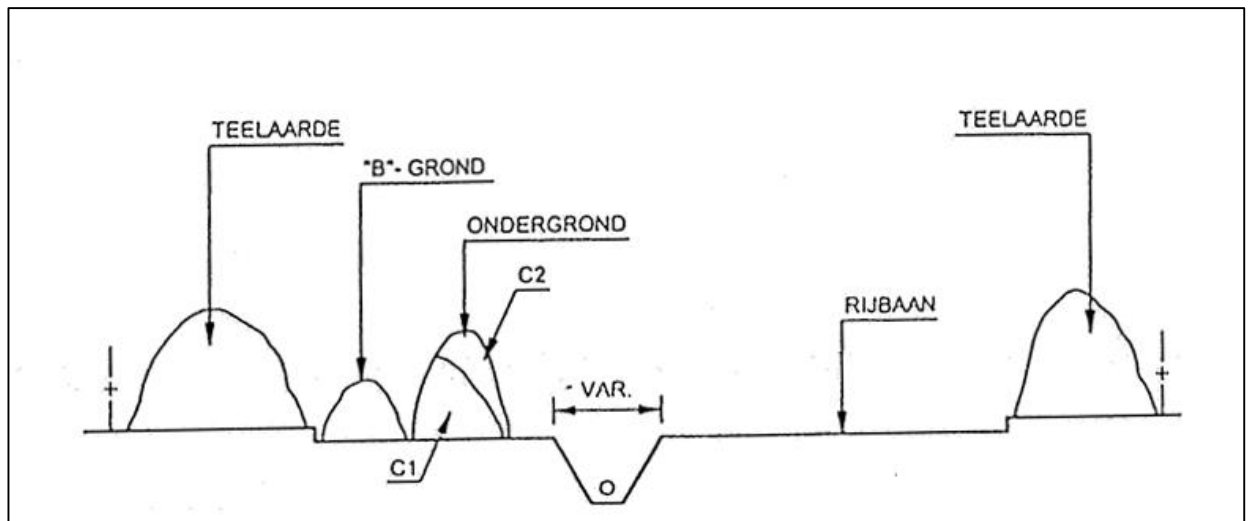 TEELAARDE
TEELAARDE
"B"- GROND
ONDERGROND
C2
RIJBAAN
VAR.
C1